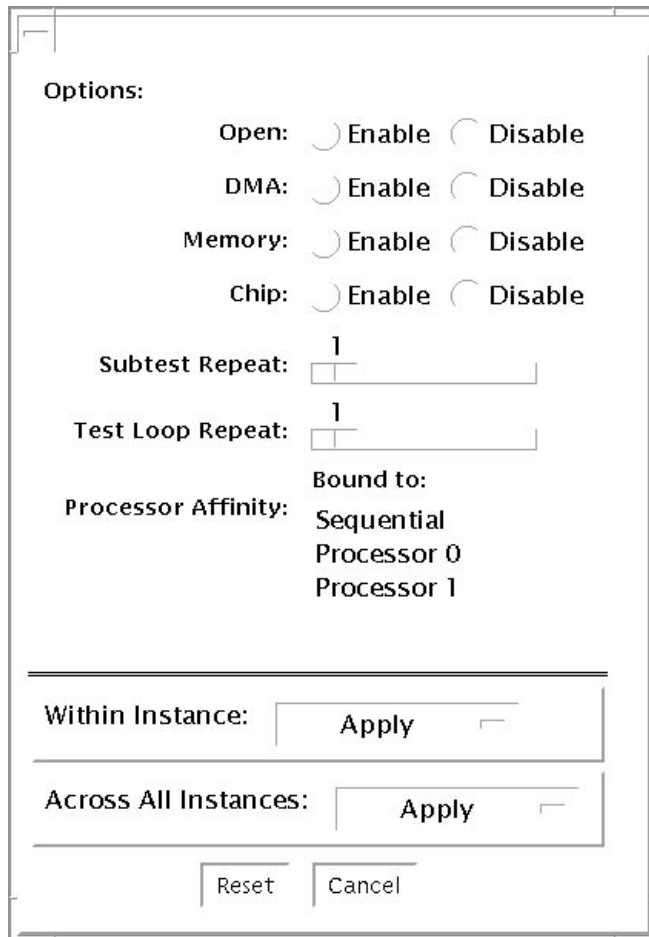 Options:
Open: Enable Disable
DMA: Enable Disable
Memory: Enable Disable
Chip: Enable Disable
1
Subtest Repeat:
1
Test Loop Repeat:
Bound to:
Processor Affinity:
Sequential
Processor 0
Processor 1
Within Instance: Apply
Across All Instances: Apply
Reset Cancel